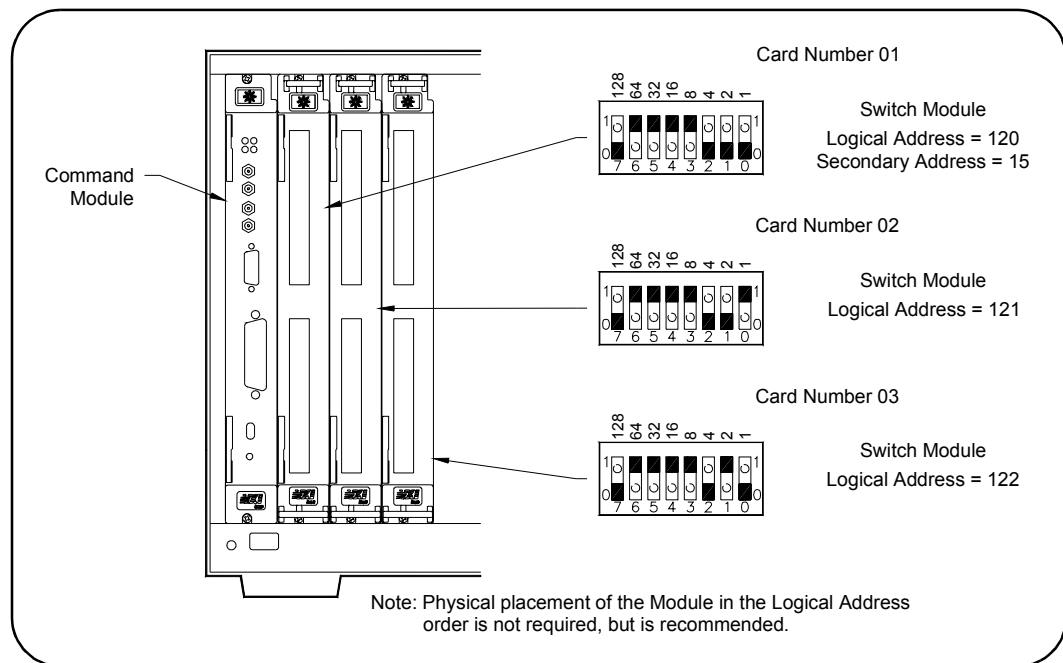 Card Number 01
128 64 32 16 8 4 2 1
1 1
0 0
7 6 5 4 3 2 1 0
Switch Module
Logical Address = 120
Secondary Address = 15
Command
Module
Card Number 02
128 64 32 16 8 4 2 1
1 1
0 0
7 6 5 4 3 2 1 0
Switch Module
Logical Address = 121
Card Number 03
128 64 32 16 8 4 2 1
1 1
0 0
7 6 5 4 3 2 1 0
Switch Module
Logical Address = 122
Note: Physical placement of the Module in the Logical Address
order is not required, but is recommended.